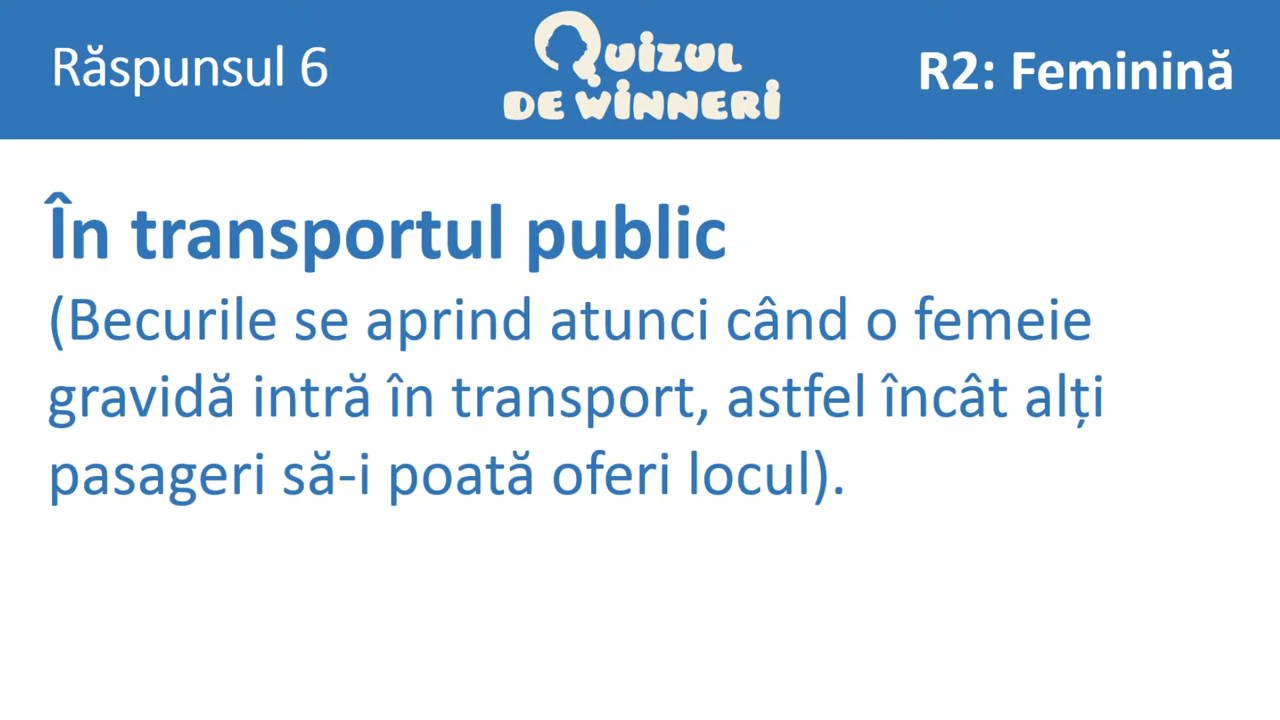 Răspunsul 6
QUiZUL
DE WiNNERi
R2: Feminină
În transportul public
(Becurile se aprind atunci când o femeie
gravidă intră în transport, astfel încât alți
pasageri să-i poată oferi locul).